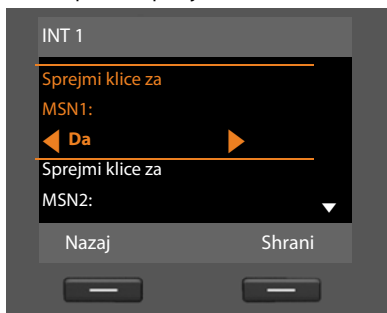 INT 1
Sprejmi klice za
MSN1:
Da
Sprejmi klice za
MSN2:
Nazaj Shrani